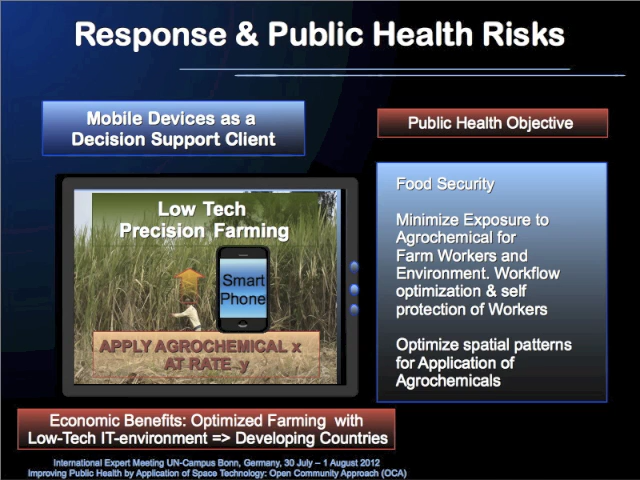 Response & Public Health Risks
Mobile Devices as a
Decision Support Client
Public Health Objective
Low Tech
Precision Farming
Smart
Phone
APPLY AGROCHEMICAL x
AT RATE y
Food Security
Minimize Exposure to
Agrochemical for
Farm Workers and
Environment. Workflow
optimization & self
protection of Workers
Optimize spatial patterns
for Application of
Agrochemicals
Economic Benefits: Optimized Farming with
Low-Tech IT-environment => Developing Countries
International Expert Meeting UN-Campus Bonn, Germany, 30 July – 1 August 2012
Improving Public Health by Application of Space Technology: Open Community Approach (OCA)